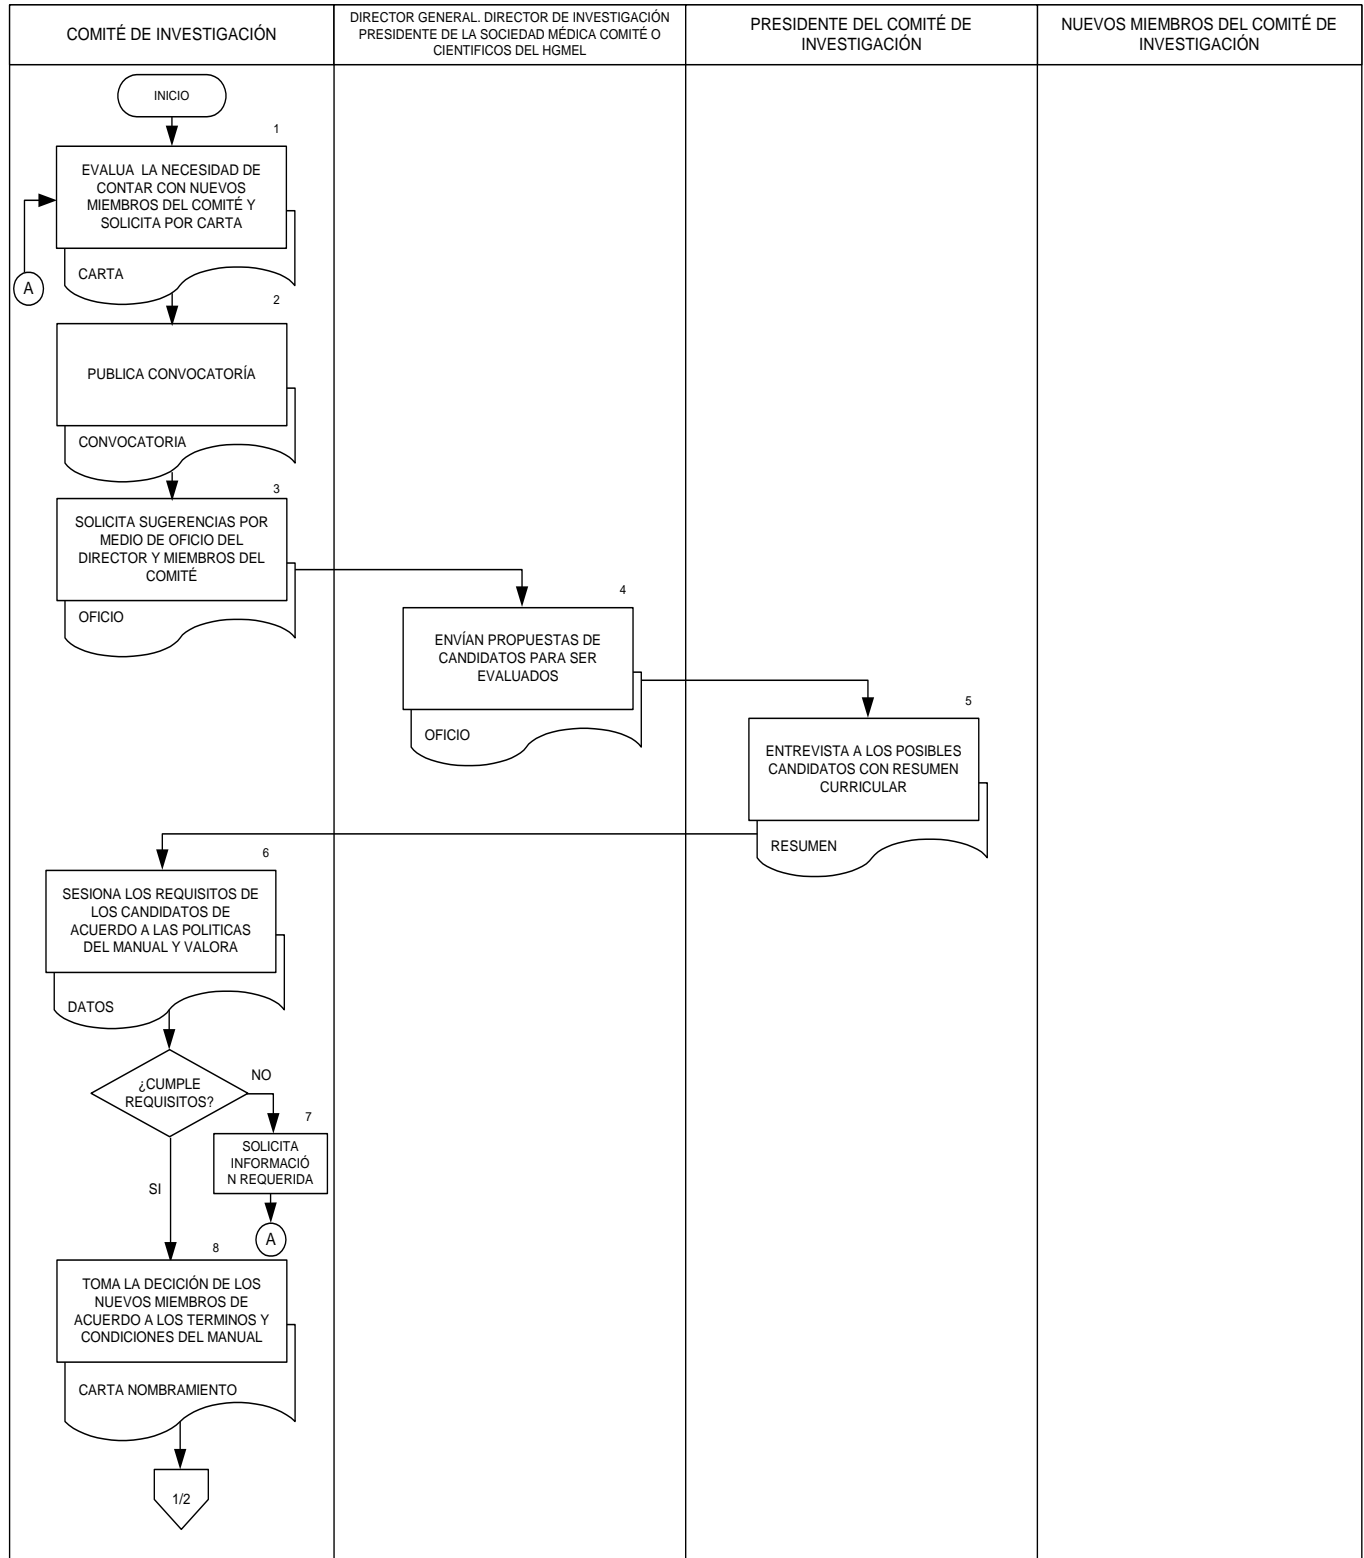 COMITÉ DE INVESTIGACIÓN
DIRECTOR GENERAL. DIRECTOR DE INVESTIGACIÓN
PRESIDENTE DE LA SOCIEDAD MÉDICA COMITÉ O
CIENTIFICOS DEL HGMEL
PRESIDENTE DEL COMITÉ DE
INVESTIGACIÓN
NUEVOS MIEMBROS DEL COMITÉ DE
INVESTIGACIÓN
INICIO
1
EVALUA LA NECESIDAD DE
CONTAR CON NUEVOS
MIEMBROS DEL COMITÉ Y
SOLICITA POR CARTA
CARTA
A
2
PUBLICA CONVOCATORÍA
CONVOCATORIA
3
SOLICITA SUGERENCIAS POR
MEDIO DE OFICIO DEL
DIRECTOR Y MIEMBROS DEL
COMITÉ
OFICIO
4
ENVÍAN PROPUESTAS DE
CANDIDATOS PARA SER
EVALUADOS
OFICIO
5
ENTREVISTA A LOS POSIBLES
CANDIDATOS CON RESUMEN
CURRICULAR
RESUMEN
6
SESIONA LOS REQUISITOS DE
LOS CANDIDATOS DE
ACUERDO A LAS POLITICAS
DEL MANUAL Y VALORA
DATOS
¿CUMPLE
REQUISITOS?
NO
7
SOLICITA
INFORMACIÓ
N REQUERIDA
A
SI
8
TOMA LA DECICIÓN DE LOS
NUEVOS MIEMBROS DE
ACUERDO A LOS TERMINOS Y
CONDICIONES DEL MANUAL
CARTA NOMBRAMIENTO
1/2